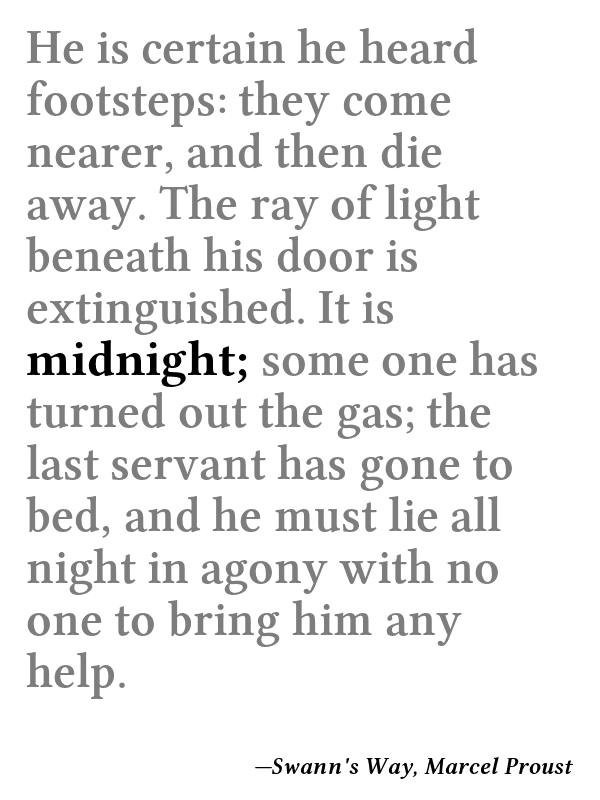 He is certain he heard
footsteps: they come
nearer, and then die
away. The ray of light
beneath his door is
extinguished. It is
midnight; some one has
turned out the gas; the
last servant has gone to
bed, and he must lie all
night in agony with no
one to bring him any
help.
—Swann's Way, Marcel Proust